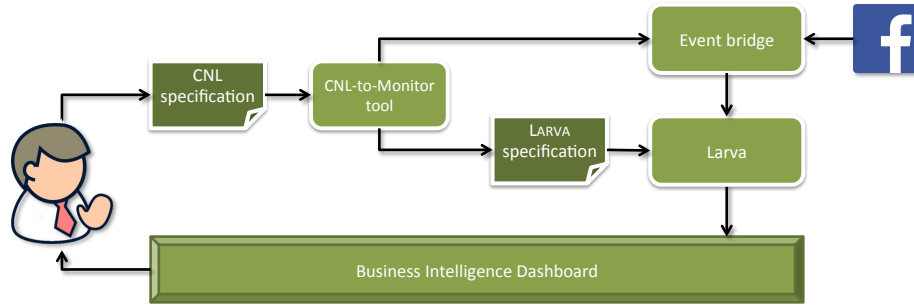 CNL
specification
CNL-to-Monitor
tool
Event bridge
f
LARVA
specification
Larva
Business Intelligence Dashboard